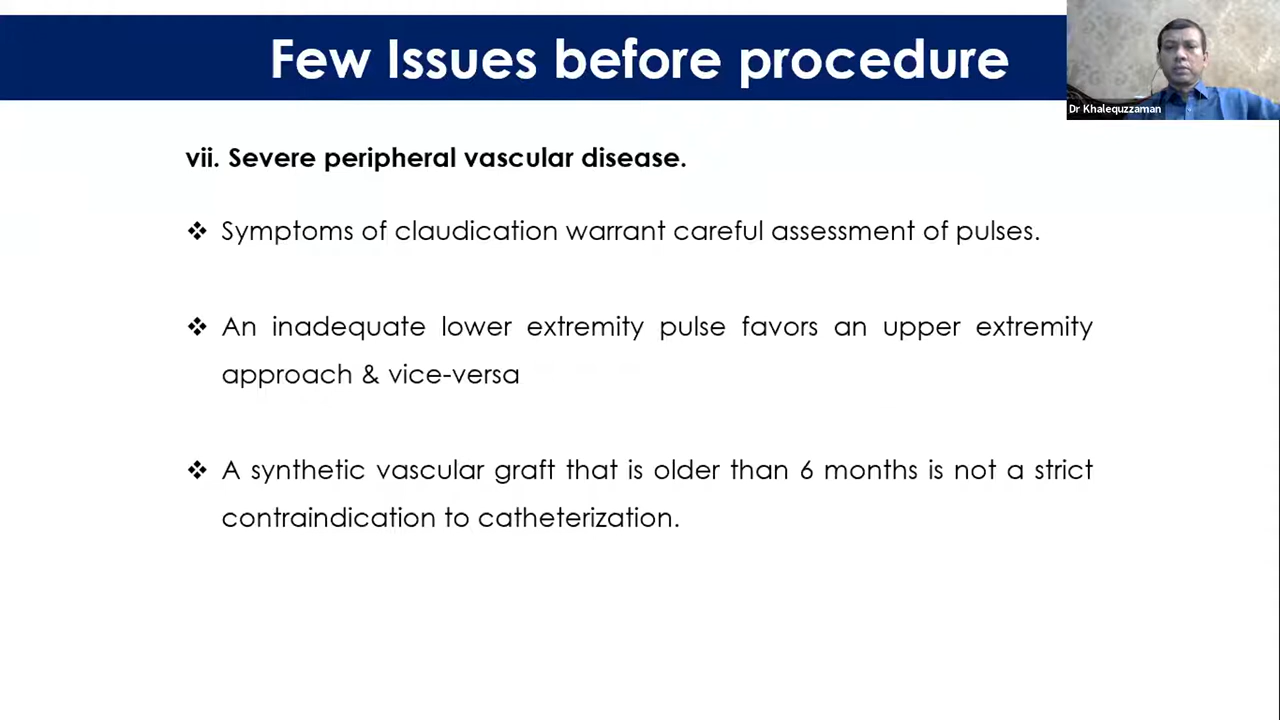 Few Issues before procedure
Dr Khalequzzaman
vii. Severe peripheral vascular disease.
❖ Symptoms of claudication warrant careful assessment of pulses.
❖ An inadequate lower extremity pulse favors an upper extremity
approach & vice-versa
❖ A synthetic vascular graft that is older than 6 months is not a strict
contraindication to catheterization.